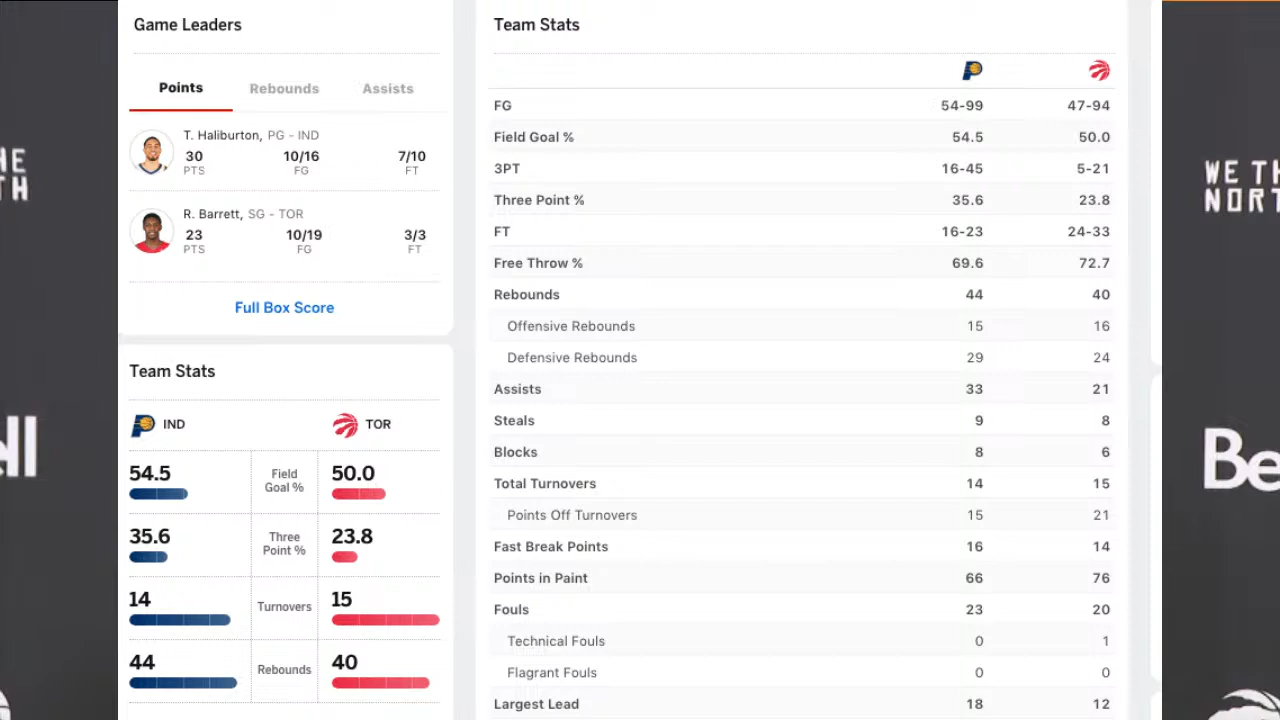 Game Leaders
Points Rebounds Assists
T. Haliburton, PG - IND
30 10/16 7/10
PTS FG FT
R. Barrett, SG - TOR
23 10/19 3/3
PTS FG FT
Full Box Score
Team Stats
IND TOR
54.5 Field Goal % 50.0
35.6 Three Point % 23.8
14 Turnovers 15
44 Rebounds 40
Team Stats
FG 54-99 47-94
Field Goal % 54.5 50.0
3PT 16-45 5-21
Three Point % 35.6 23.8
FT 16-23 24-33
Free Throw % 69.6 72.7
Rebounds 44 40
Offensive Rebounds 15 16
Defensive Rebounds 29 24
Assists 33 21
Steals 9 8
Blocks 8 6
Total Turnovers 14 15
Points Off Turnovers 15 21
Fast Break Points 16 14
Points in Paint 66 76
Fouls 23 20
Technical Fouls 0 1
Flagrant Fouls 0 0
Largest Lead 18 12
HE
TH
ell
WE TH
NORT
Be